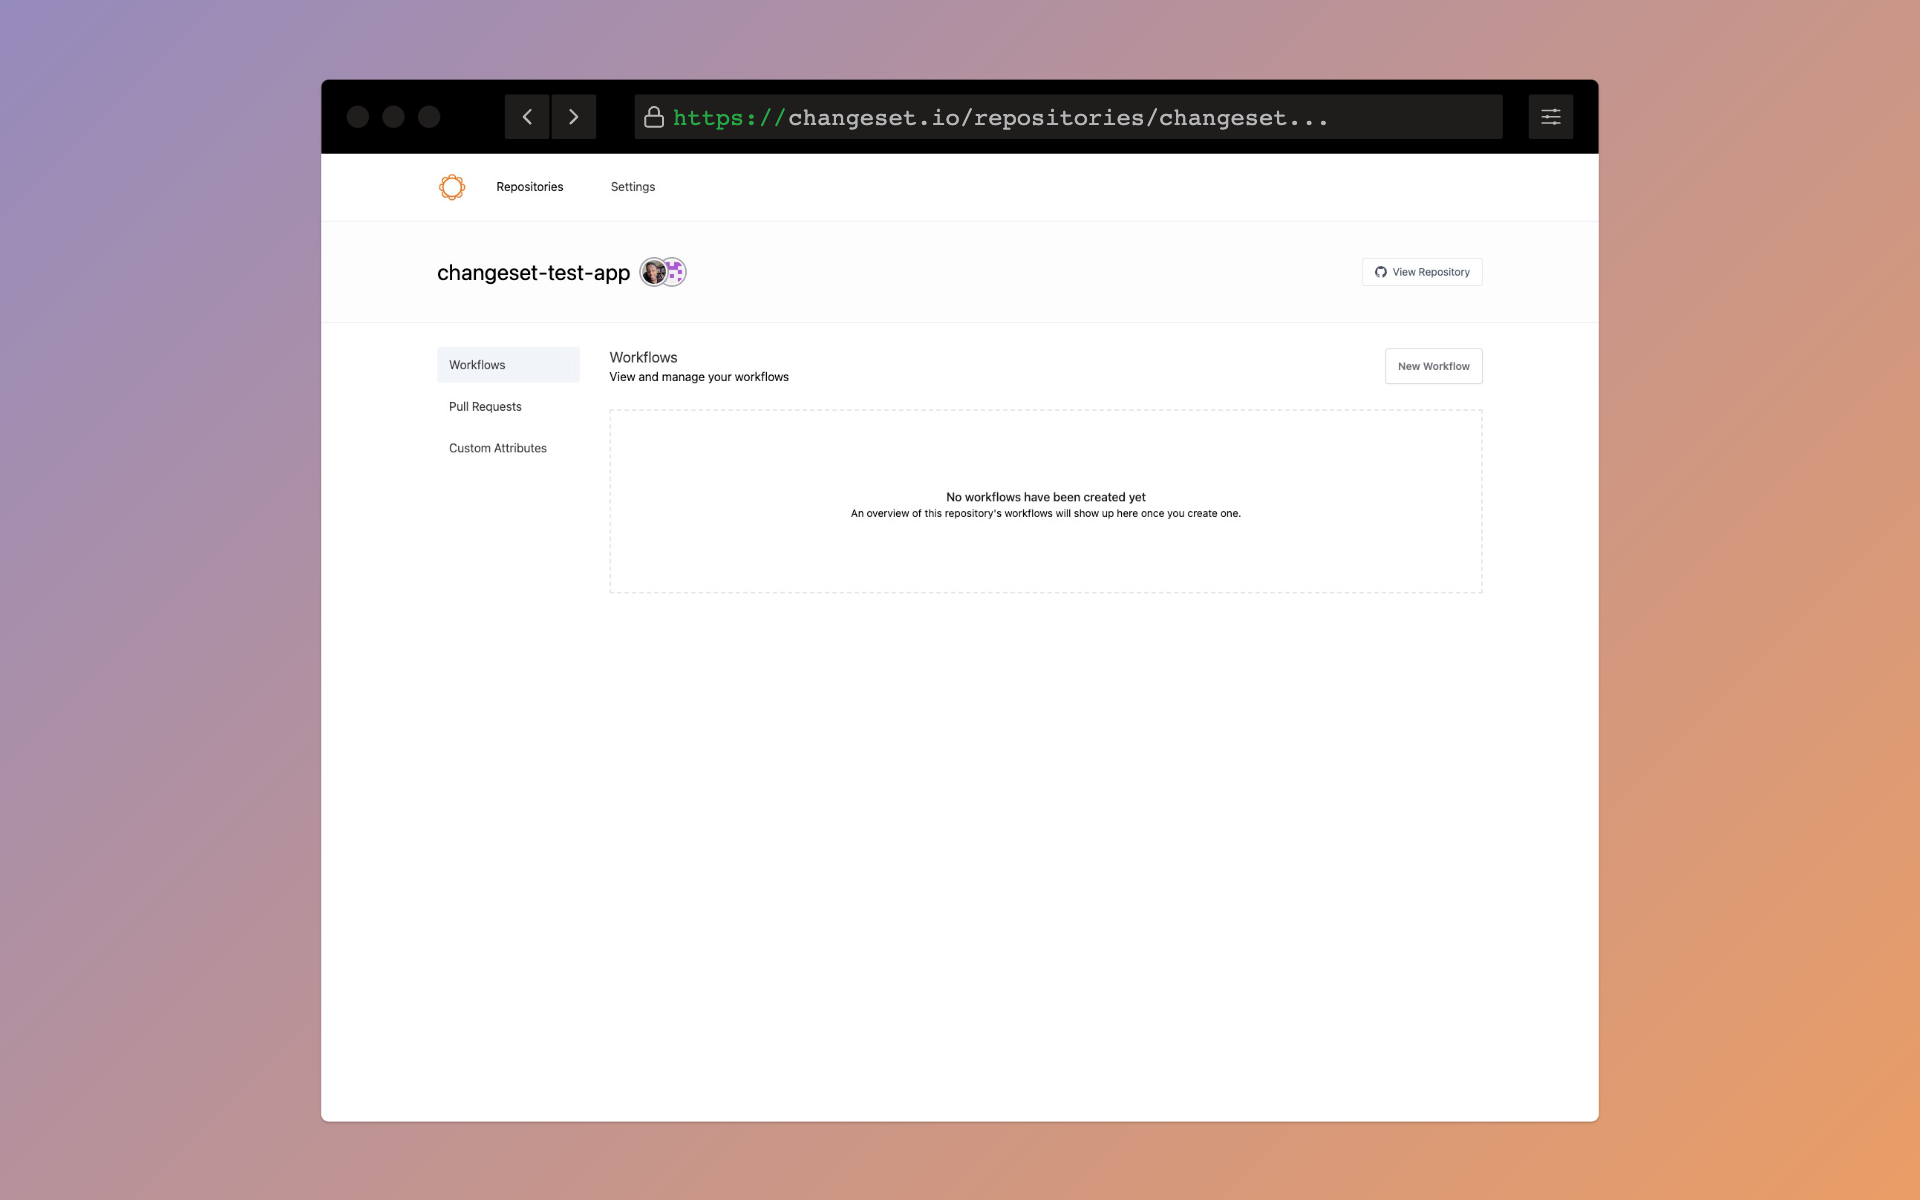 https://changeset.io/repositories/changeset...
Repositories
Settings
changeset-test-app
View Repository
Workflows
Pull Requests
Custom Attributes
Workflows
View and manage your workflows
New Workflow
No workflows have been created yet
An overview of this repository's workflows will show up here once you create one.